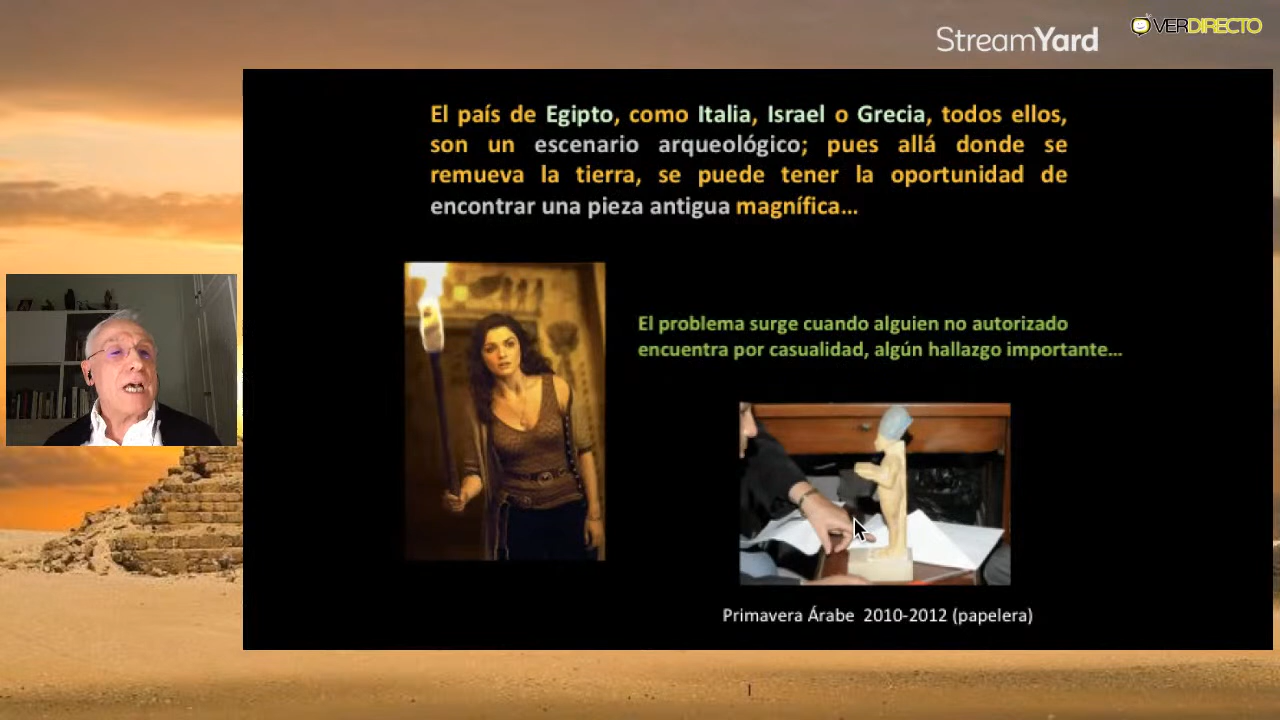 StreamYard
OVERDIRECTO
El país de Egipto, como Italia, Israel o Grecia, todos ellos,
son un escenario arqueológico; pues allá donde se
remueva la tierra, se puede tener la oportunidad de
encontrar una pieza antigua magnífica...
El problema surge cuando alguien no autorizado
encuentra por casualidad, algún hallazgo importante...
Primavera Árabe 2010-2012 (papelera)